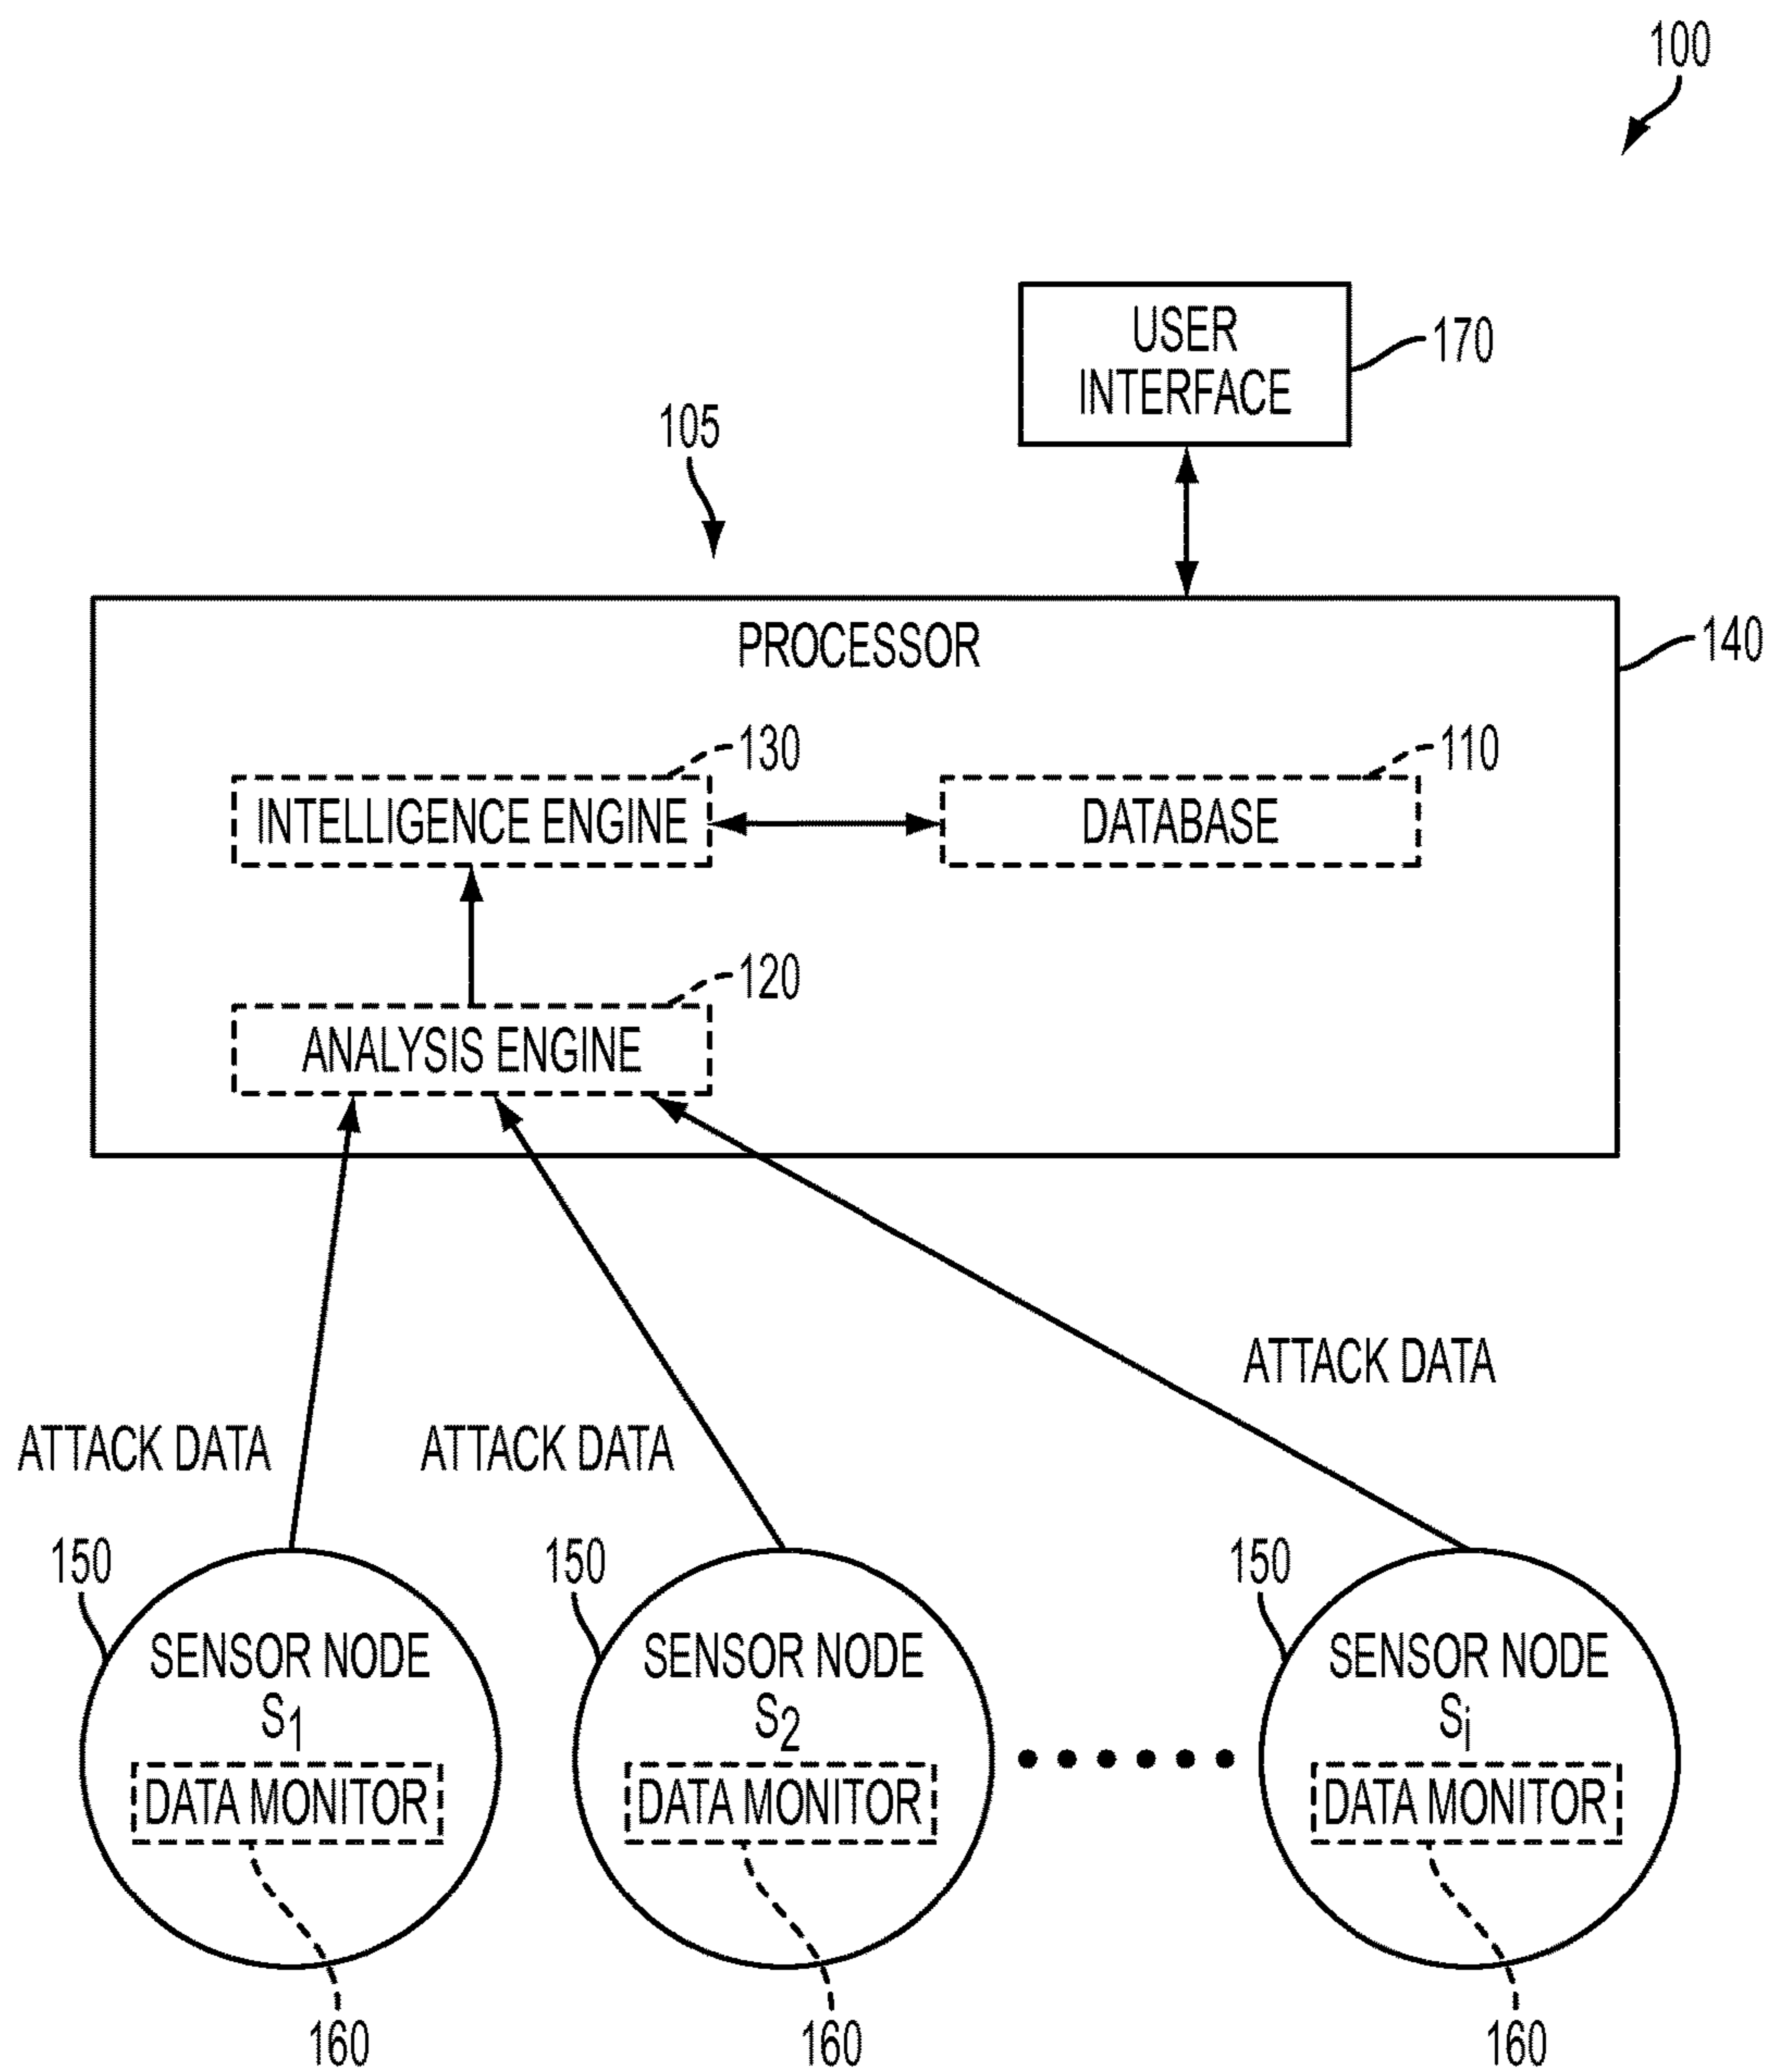 100
USER
INTERFACE
170
105
PROCESSOR
140
130
110
INTELLIGENCE ENGINE
DATABASE
120
ANALYSIS ENGINE
ATTACK DATA
ATTACK DATA
ATTACK DATA
150
150
150
SENSOR NODE
S1
DATA MONITOR
SENSOR NODE
S2
DATA MONITOR
SENSOR NODE
Si
DATA MONITOR
160
160
160